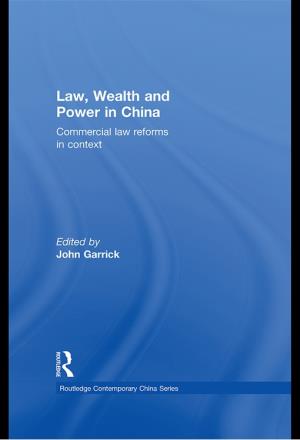 Law, Wealth and
Power in China
Commercial law reforms
in context
Edited by
John Garrick
ROUTLEDGE
Routledge Contemporary China Series